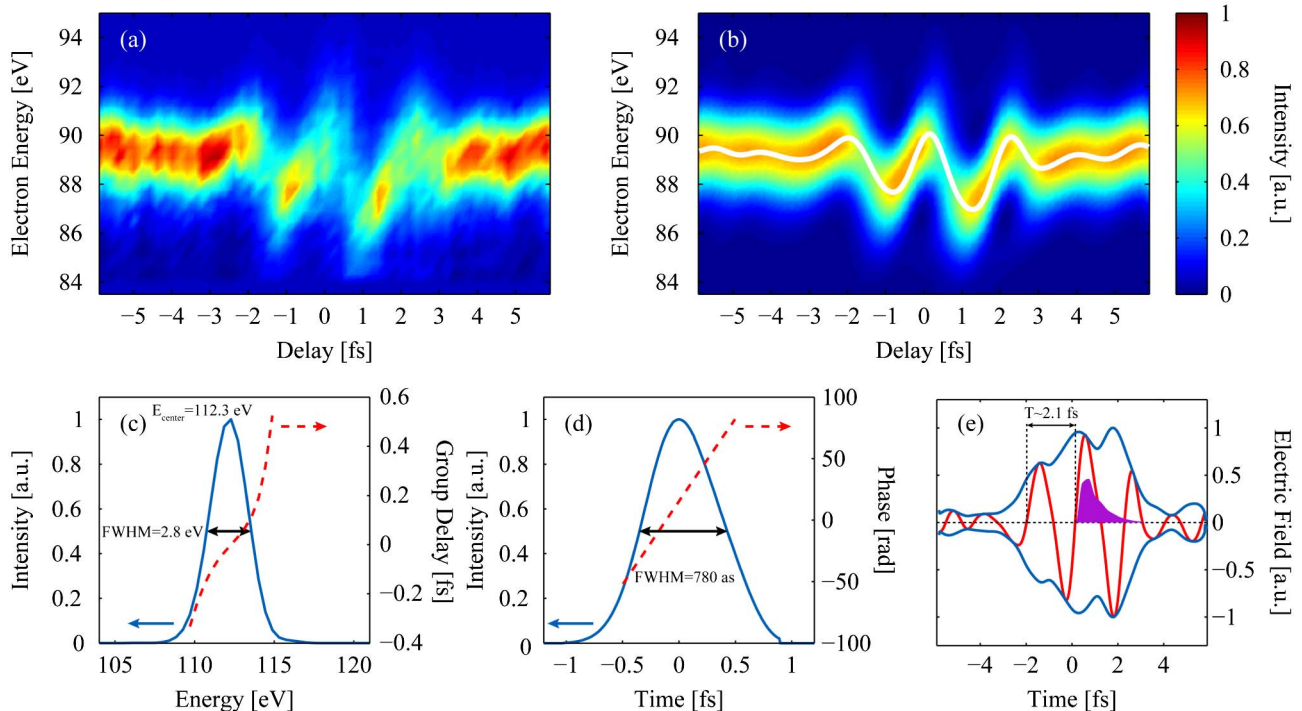 (a)
94
92
90
88
86
84
Electron Energy [eV]
−5 −4 −3 −2 −1 0 1 2 3 4 5
Delay [fs]
(b)
94
92
90
88
86
84
Electron Energy [eV]
−5 −4 −3 −2 −1 0 1 2 3 4 5
Delay [fs]
1
0.8
0.6
0.4
0.2
0
Intensity [a.u.]
(c)
E_center=112.3 eV
FWHM=2.8 eV
1
0.8
0.6
0.4
0.2
0
Intensity [a.u.]
0.6
0.4
0.2
0
−0.2
−0.4
Group Delay [fs]
105 110 115 120
Energy [eV]
(d)
FWHM=780 as
1
0.8
0.6
0.4
0.2
0
Intensity [a.u.]
100
50
0
−50
−100
Phase [rad]
−1 −0.5 0 0.5 1
Time [fs]
T~2.1 fs
(e)
1
0.5
0
−0.5
−1
Electric Field [a.u.]
−4 −2 0 2 4
Time [fs]